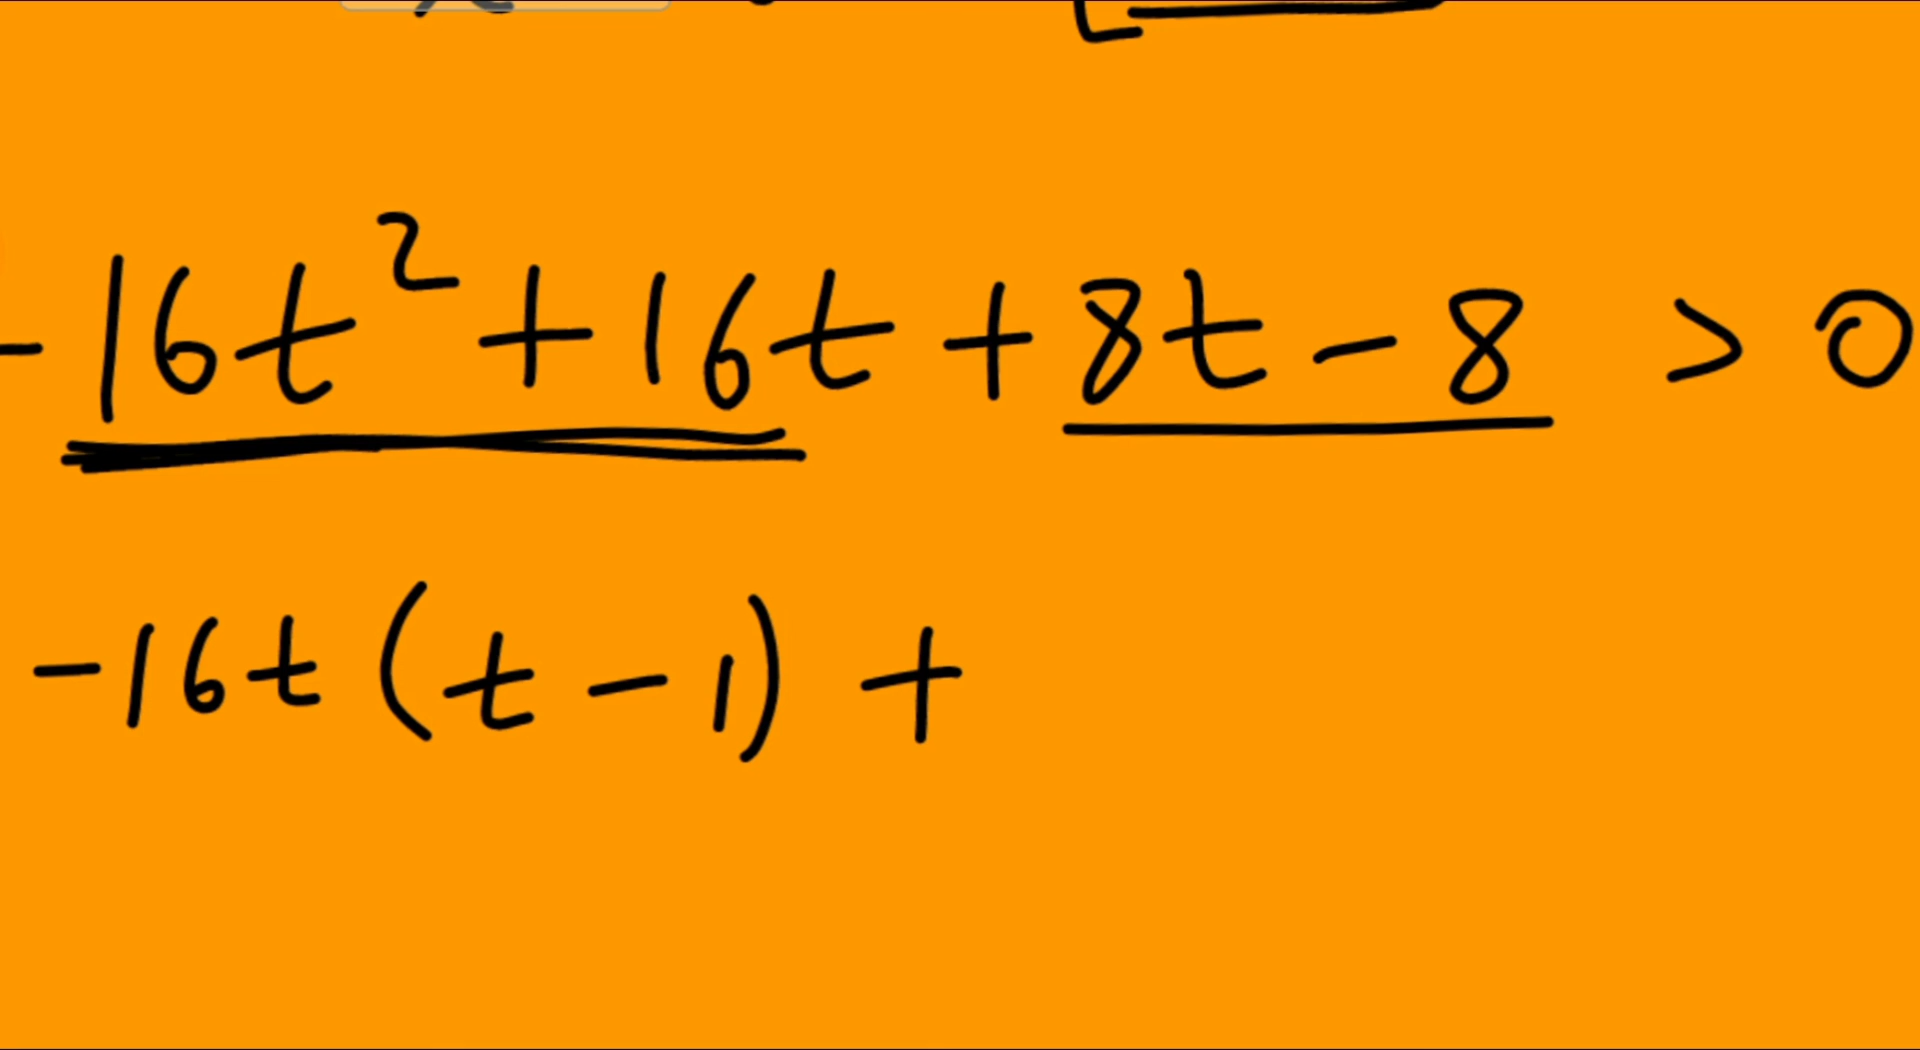 -16t² + 16t + 8t - 8 > 0
-16t (t - 1) +